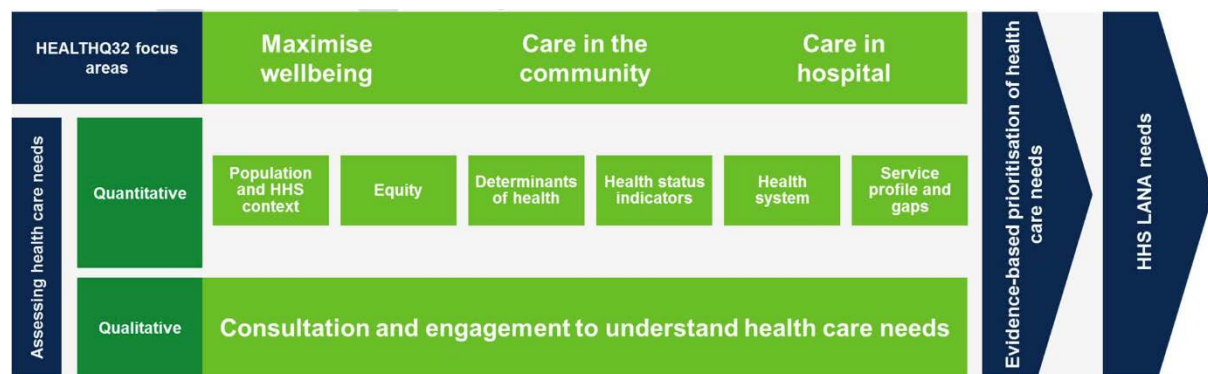 HEALTHQ32 focus
areas
Maximise
wellbeing
Care in the
community
Care in
hospital
Assessing health care needs
Quantitative
Population
and HHS
context
Equity
Determinants
of health
Health status
indicators
Health
system
Service
profile and
gaps
Qualitative
Consultation and engagement to understand health care needs
Evidence-based prioritisation of health
care needs
HHS LANA needs